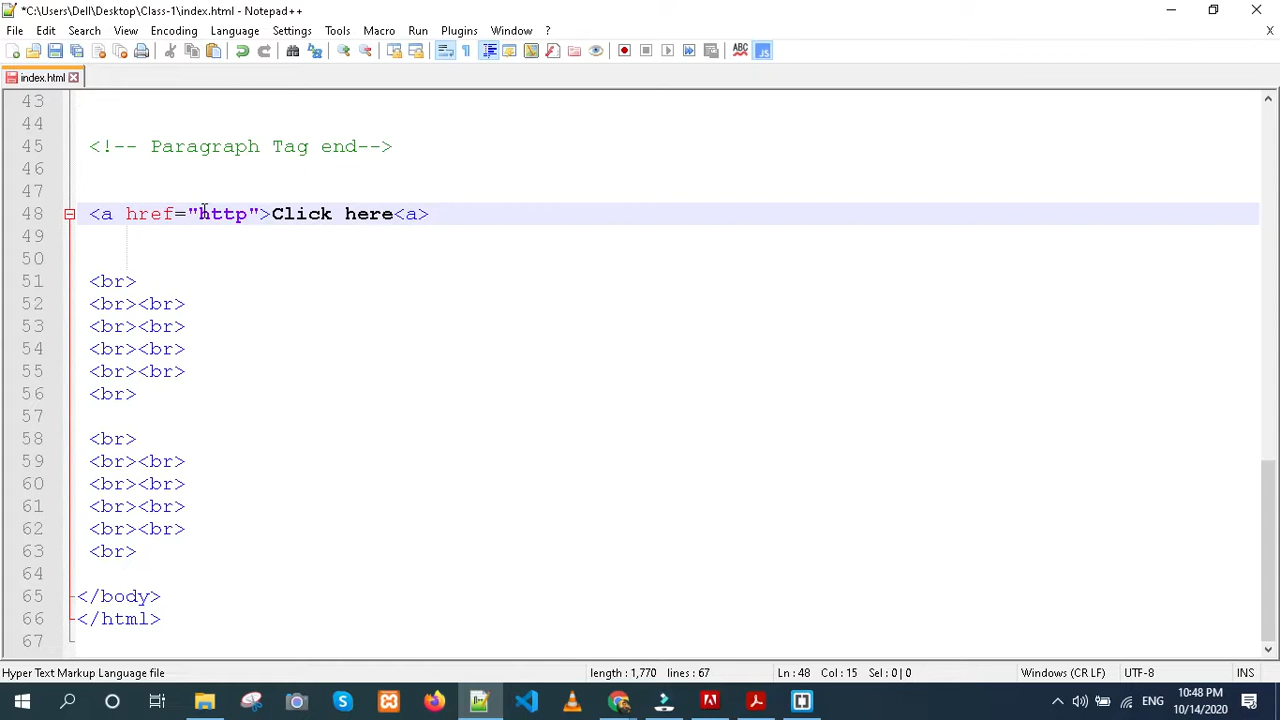 *C:\Users\Dell\Desktop\Class-1\index.html - Notepad++
File Edit Search View Encoding Language Settings Tools Macro Run Plugins Window ? X
ABC JS
index.html
43
44
45 <!-- Paragraph Tag end-->
46
47
48 <a href="http">Click here<a>
49
50
51 <br>
52 <br><br>
53 <br><br>
54 <br><br>
55 <br><br>
56 <br>
57
58 <br>
59 <br><br>
60 <br><br>
61 <br><br>
62 <br><br>
63 <br>
64
65 </body>
66 </html>
67
Hyper Text Markup Language file length : 1,770 lines : 67 Ln : 48 Col : 15 Sel : 0 | 0 Windows (CR LF) UTF-8 INS
ENG 10:48 PM
10/14/2020